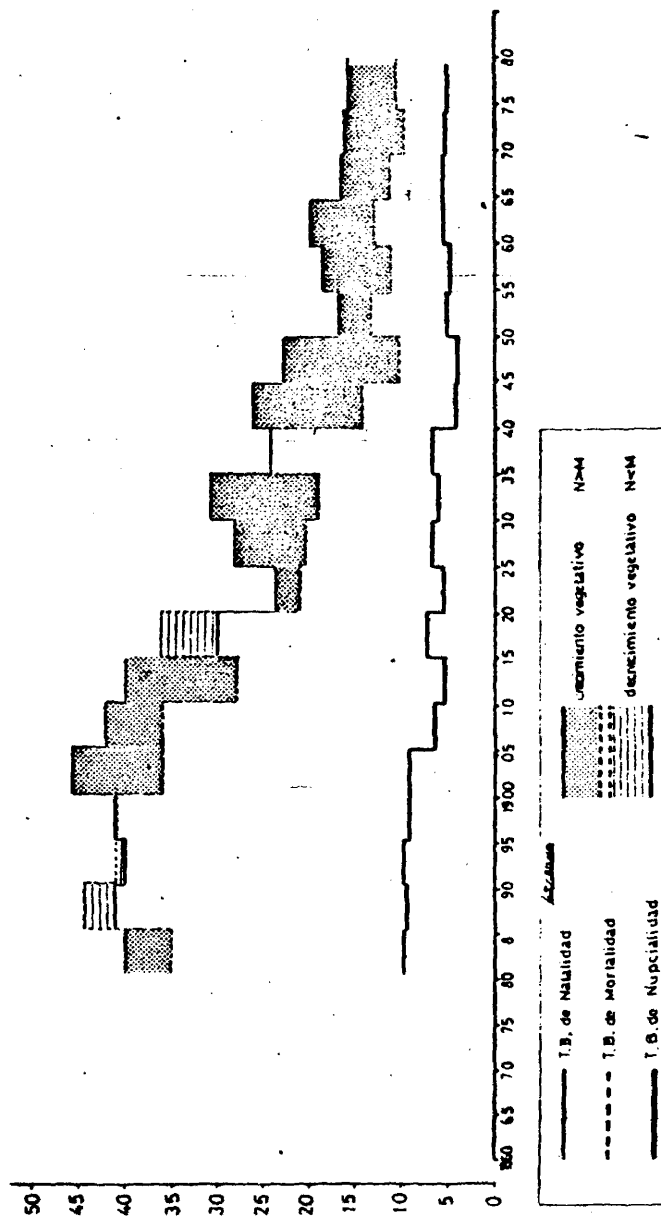 50
45
40
35
30
25
20
15
10
5
0
1860 65 70 75 80 8 90 95 1900 05 10 15 20 25 30 35 40 45 50 55 60 65 70 75 80
T.B. de Natalidad
T.B. de Mortalidad
T.B. de Nupcialidad
crecimiento vegetativo N>M
decrecimiento vegetativo N<M